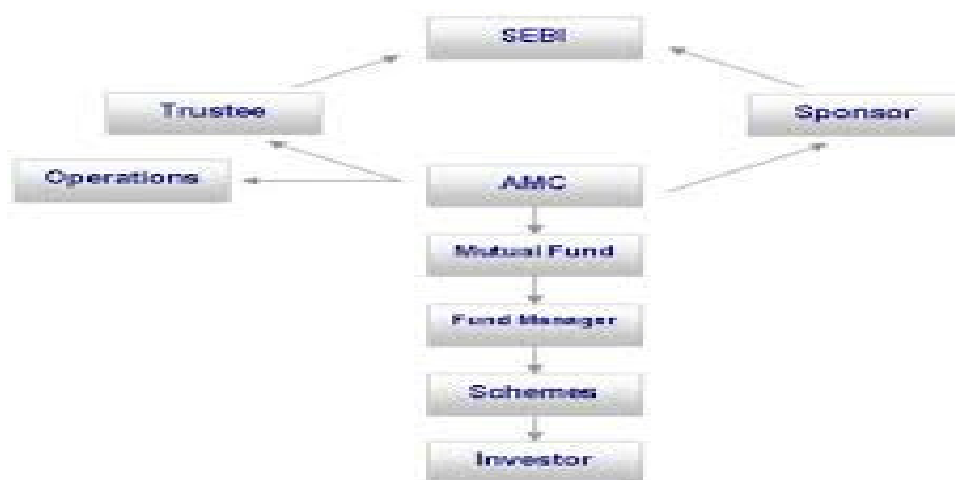 SEBI
Trustee
Sponsor
Operations
AMC
Mutual Fund
Fund Manager
Schemes
Investor